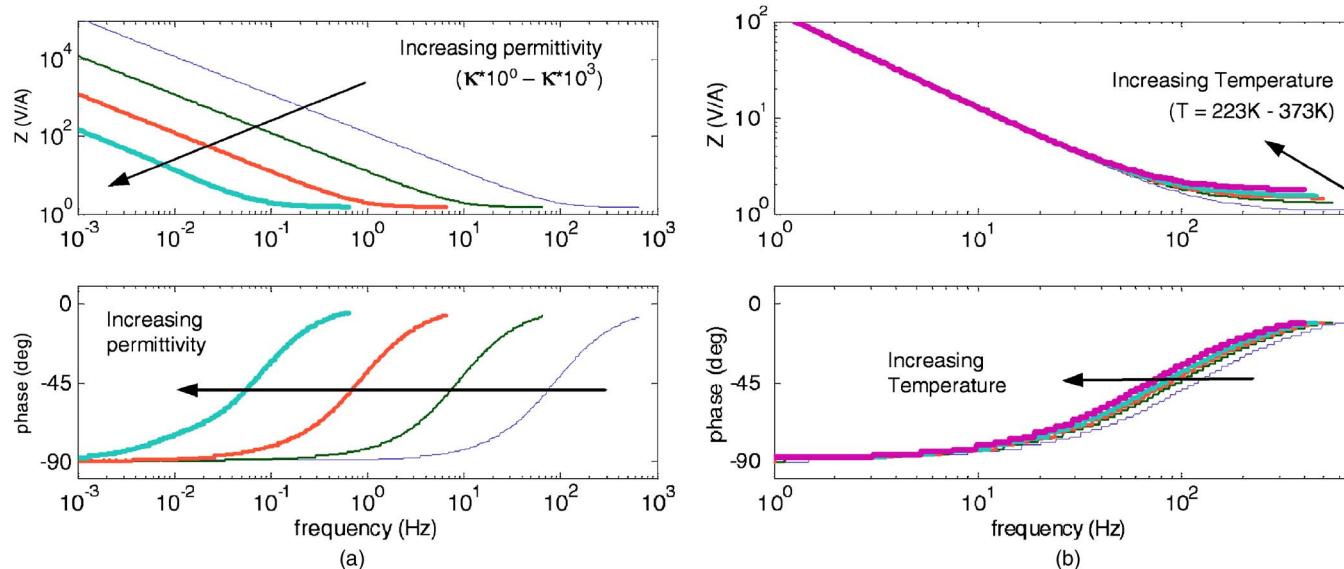 10^4
10^2
10^0
Z (V/A)
Increasing permittivity
(κ*10^0 – κ*10^3)
10^-3 10^-2 10^-1 10^0 10^1 10^2 10^3
0
-45
-90
phase (deg)
Increasing
permittivity
10^-3 10^-2 10^-1 10^0 10^1 10^2 10^3
frequency (Hz)
(a)
10^2
10^1
10^0
Z (V/A)
Increasing Temperature
(T = 223K - 373K)
10^0 10^1 10^2
0
-45
-90
phase (deg)
Increasing
Temperature
10^0 10^1 10^2
frequency (Hz)
(b)